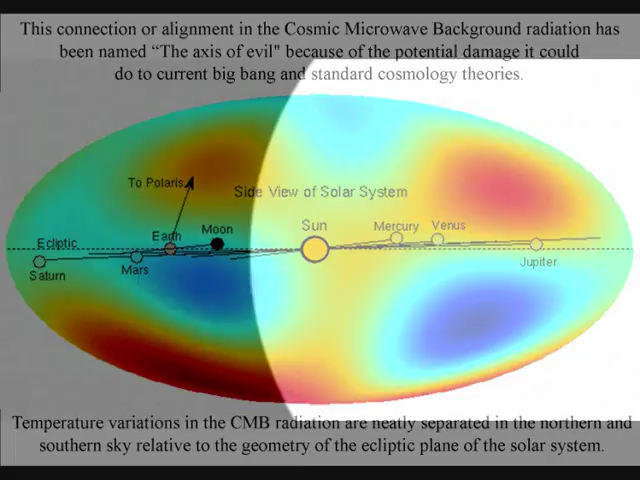 This connection or alignment in the Cosmic Microwave Background radiation has
been named “The axis of evil" because of the potential damage it could
do to current big bang and standard cosmology theories.
To Polaris
Side View of Solar System
Ecliptic
Earth
Moon
Sun
Mercury
Venus
Saturn
Mars
Jupiter
Temperature variations in the CMB radiation are neatly separated in the northern and
southern sky relative to the geometry of the ecliptic plane of the solar system.